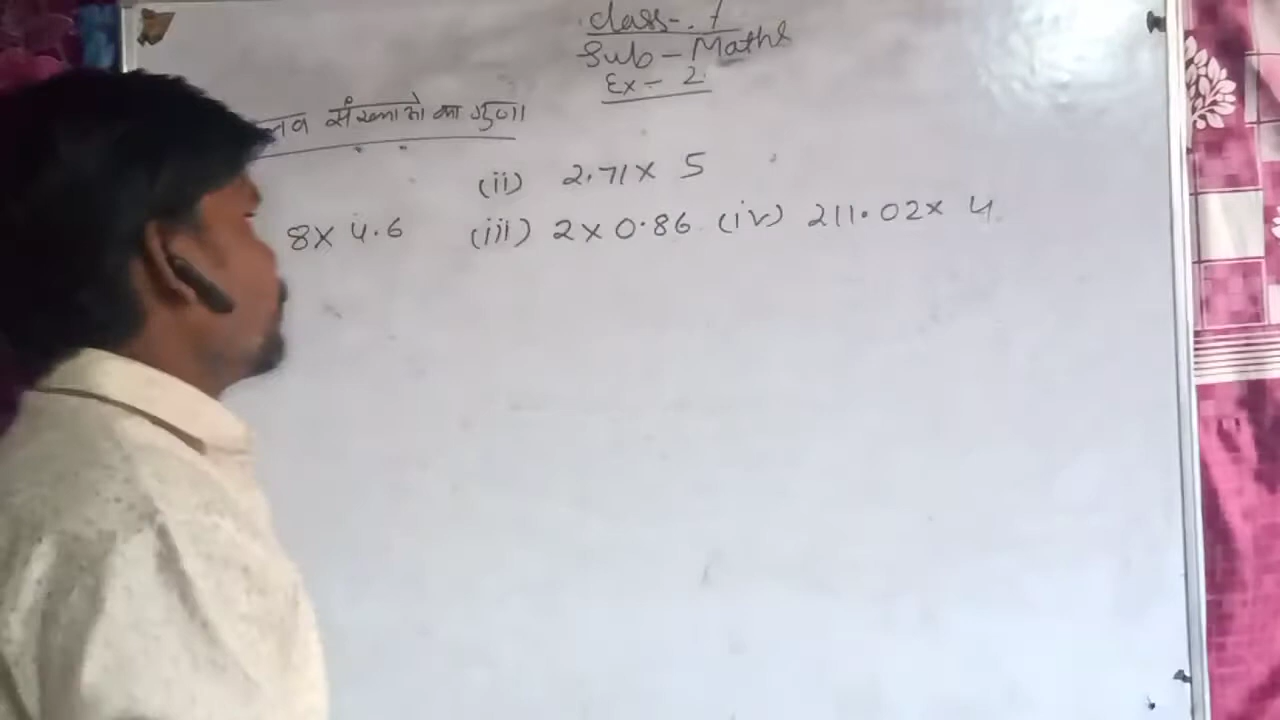 Class-. 7
Sub - Maths
Ex - 2.
संख्याओ का गुणा
(ii) 2.71 X 5
8 X 4.6 (iii) 2 X 0.86 (iv) 211.02 X 4